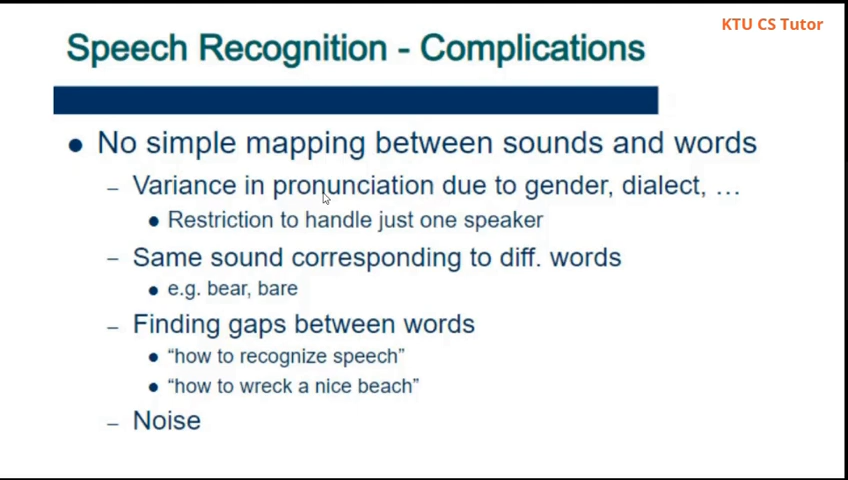 KTU CS Tutor
Speech Recognition - Complications
● No simple mapping between sounds and words
– Variance in pronunciation due to gender, dialect, …
● Restriction to handle just one speaker
– Same sound corresponding to diff. words
● e.g. bear, bare
– Finding gaps between words
● “how to recognize speech”
● “how to wreck a nice beach”
– Noise